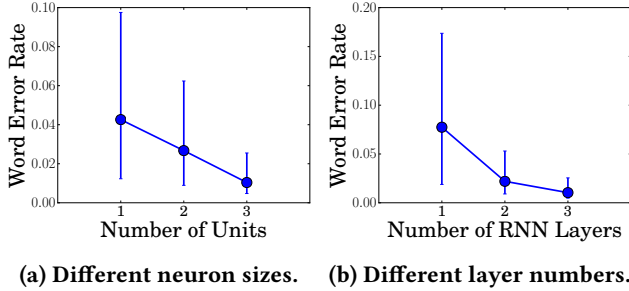 0.10
0.08
0.06
0.04
0.02
0.00
Word Error Rate
1 2 3
Number of Units
(a) Different neuron sizes.
0.20
0.15
0.10
0.05
0.00
Word Error Rate
1 2 3
Number of RNN Layers
(b) Different layer numbers.